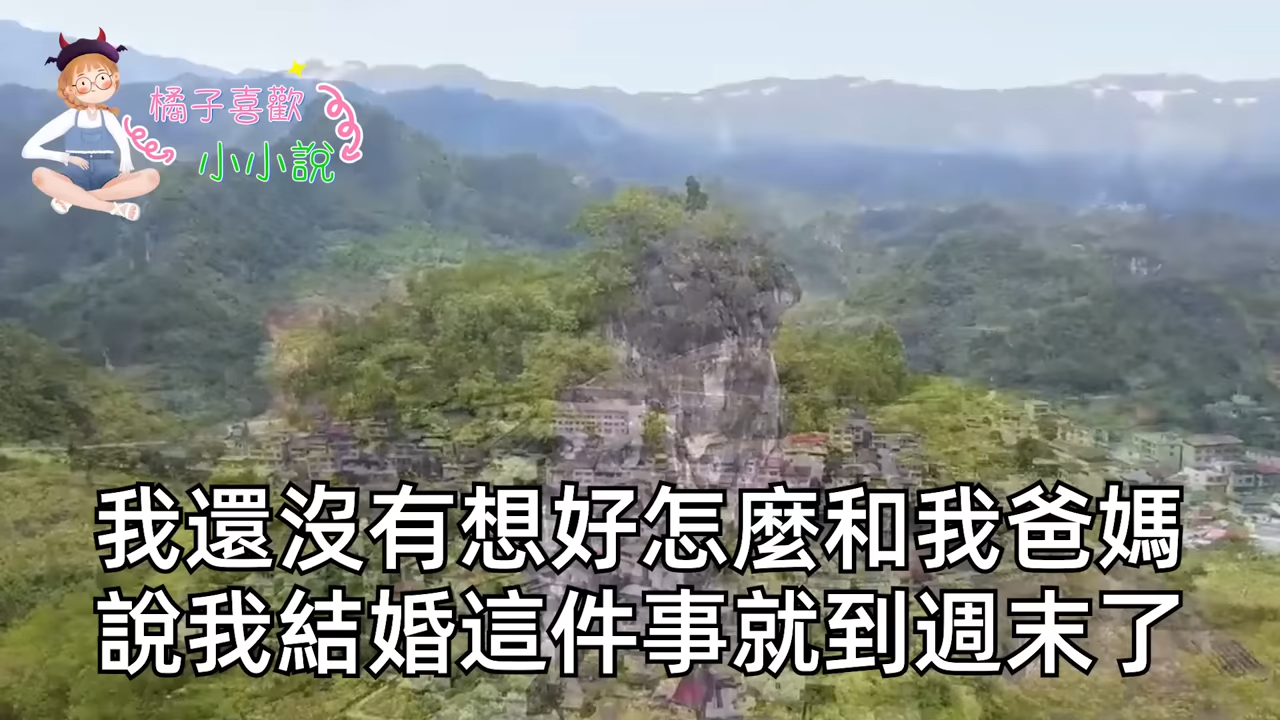 橘子喜歡
小小說
我還沒有想好怎麼和我爸媽
說我結婚這件事就到週末了